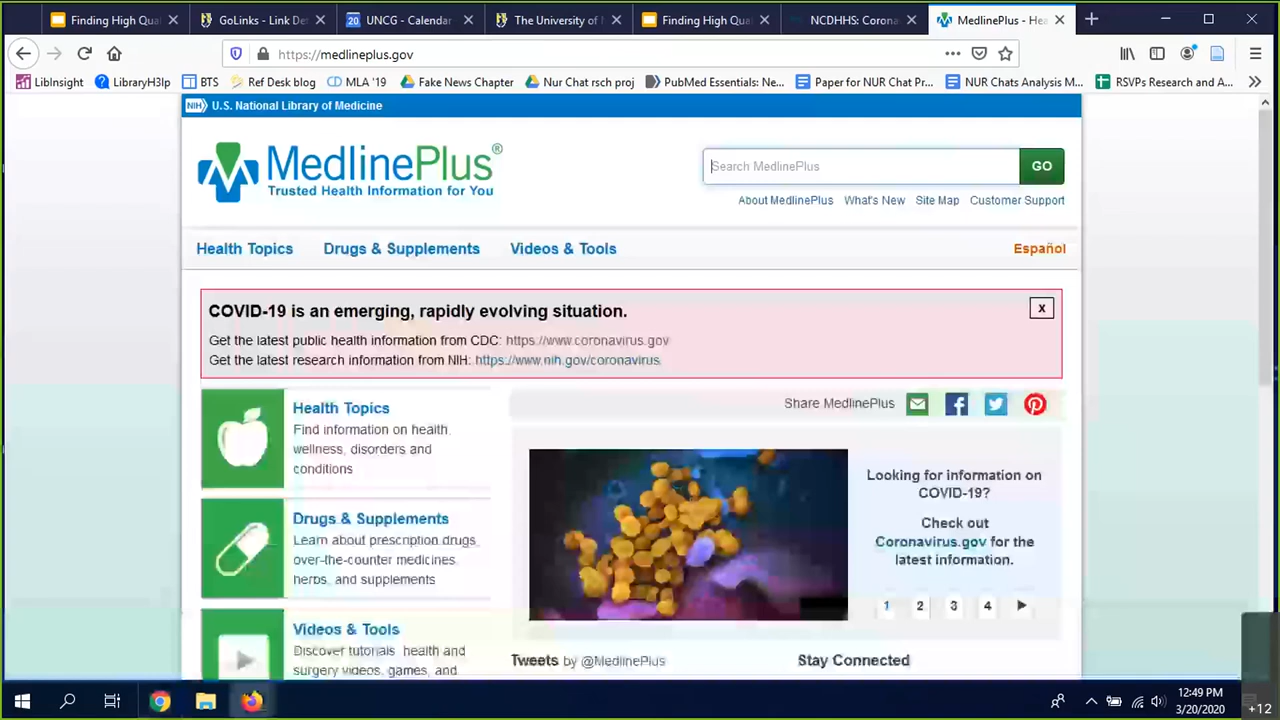 Finding High Qual
GoLinks - Link De
20 UNCG - Calendar
The University of
Finding High Qual
NCDHHS: Corona
MedlinePlus - Hea
https://medlineplus.gov
LibInsight LibraryH3lp BTS Ref Desk blog MLA '19 Fake News Chapter Nur Chat rsch proj PubMed Essentials: Ne... Paper for NUR Chat Pr... NUR Chats Analysis M... RSVPs Research and A...
NIH U.S. National Library of Medicine
MedlinePlus®
Trusted Health Information for You
Search MedlinePlus GO
About MedlinePlus What's New Site Map Customer Support
Health Topics Drugs & Supplements Videos & Tools Español
COVID-19 is an emerging, rapidly evolving situation. X
Get the latest public health information from CDC: https://www.coronavirus.gov
Get the latest research information from NIH: https://www.nih.gov/coronavirus.
Health Topics
Find information on health,
wellness, disorders and
conditions
Drugs & Supplements
Learn about prescription drugs,
over-the-counter medicines,
herbs, and supplements
Videos & Tools
Discover tutorials, health and
surgery videos, games, and
Share MedlinePlus
Looking for information on
COVID-19?
Check out
Coronavirus.gov for the
latest information.
1 2 3 4
Tweets by @MedlinePlus
Stay Connected
12:49 PM
3/20/2020
+12